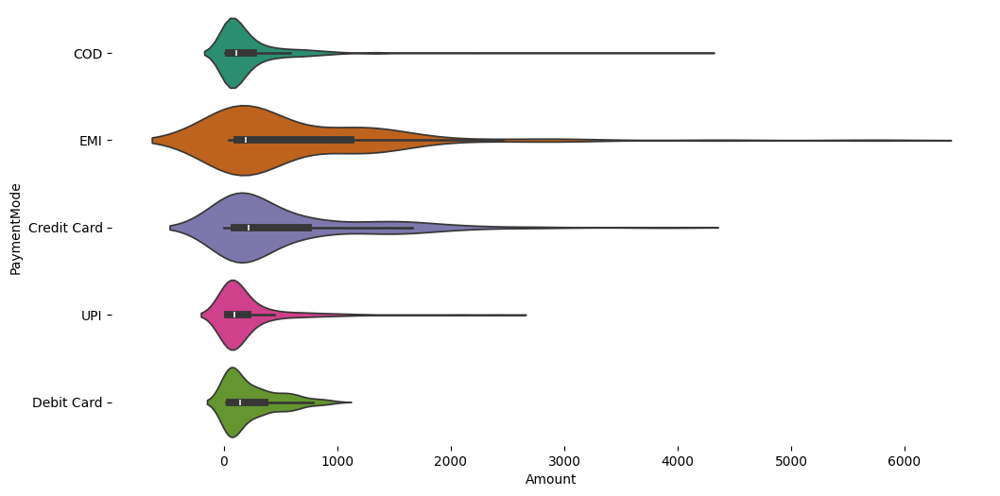 PaymentMode
COD
EMI
Credit Card
UPI
Debit Card
0 1000 2000 3000 4000 5000 6000
Amount